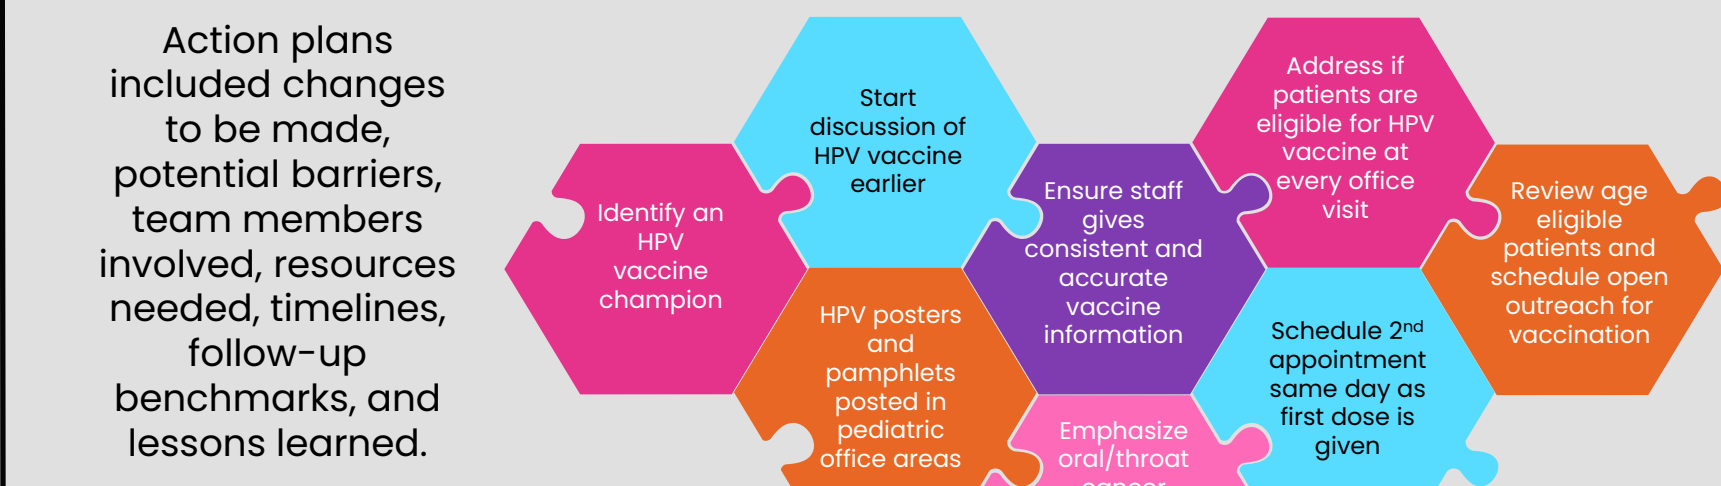 Action plans
included changes
to be made,
potential barriers,
team members
involved, resources
needed, timelines,
follow-up
benchmarks, and
lessons learned.
Identify an
HPV
vaccine
champion
Start
discussion of
HPV vaccine
earlier
HPV posters
and
pamphlets
posted in
pediatric
office areas
Ensure staff
gives
consistent and
accurate
vaccine
information
Emphasize
oral/throat
cancer
Address if
patients are
eligible for HPV
vaccine at
every office
visit
Schedule 2nd
appointment
same day as
first dose is
given
Review age
eligible
patients and
schedule open
outreach for
vaccination